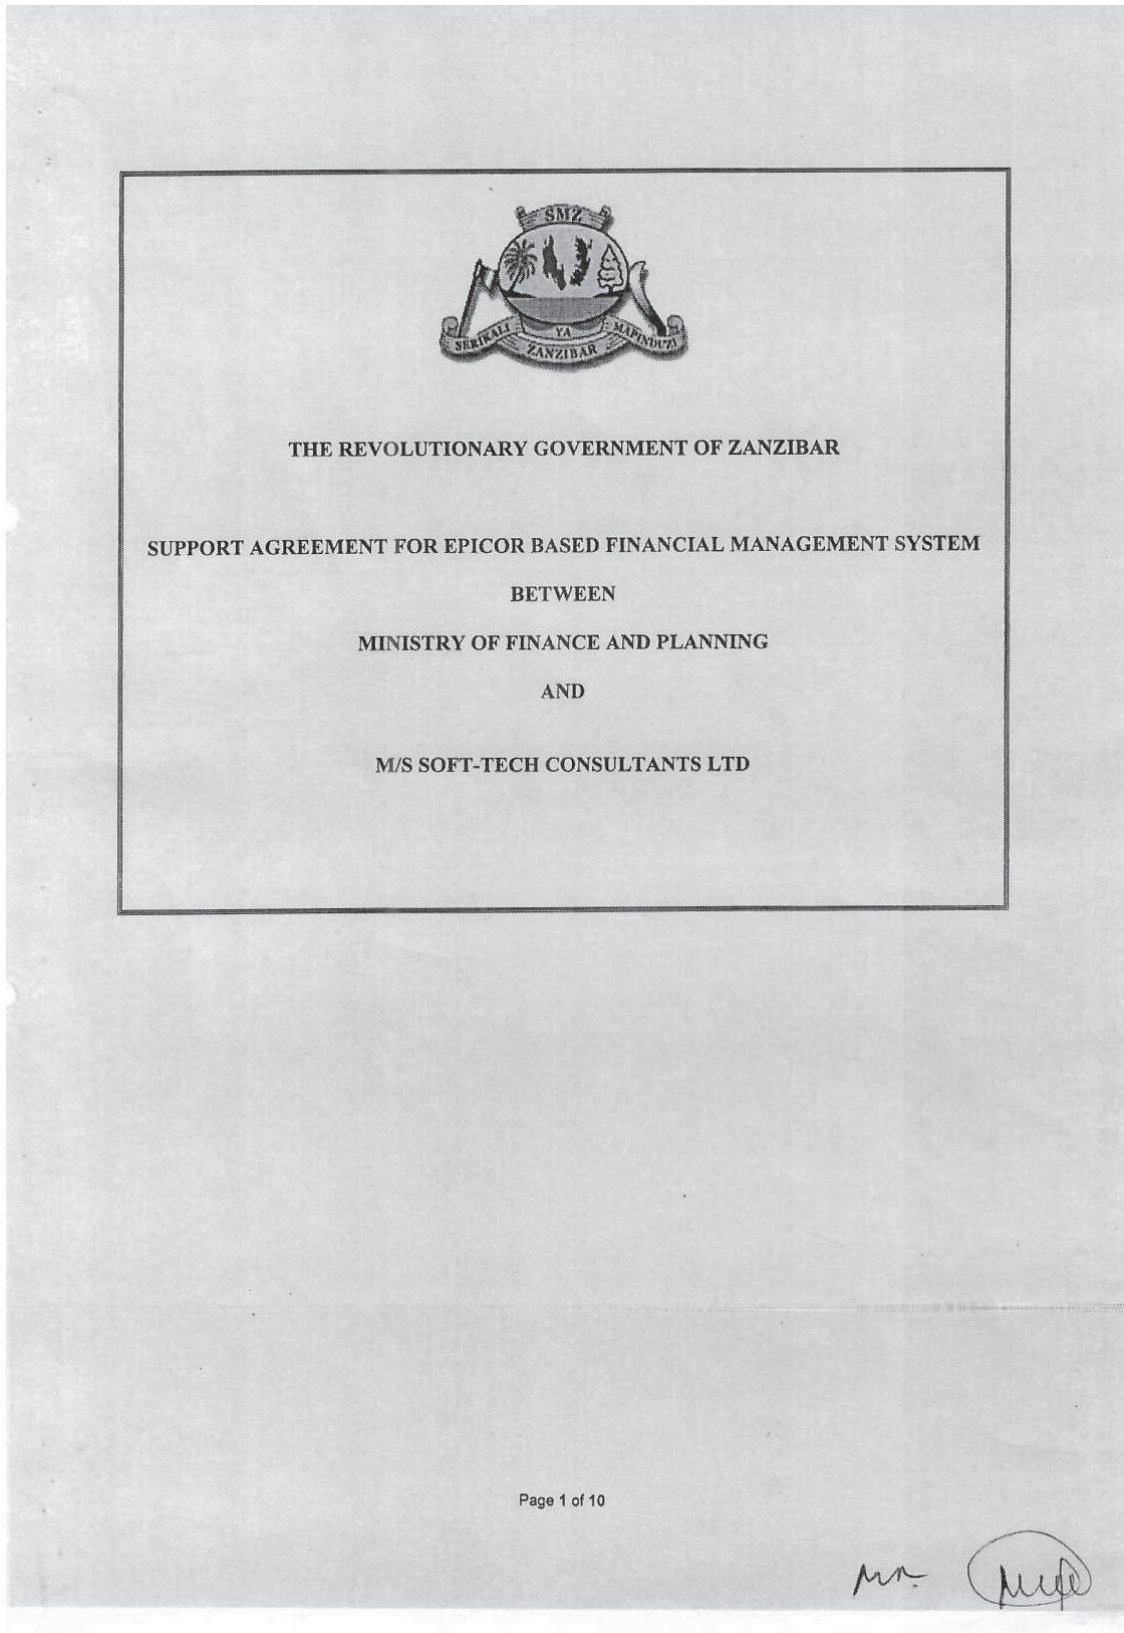 SMZ
SERIKALI YA MAPINDUZI
ZANZIBAR
THE REVOLUTIONARY GOVERNMENT OF ZANZIBAR
SUPPORT AGREEMENT FOR EPICOR BASED FINANCIAL MANAGEMENT SYSTEM
BETWEEN
MINISTRY OF FINANCE AND PLANNING
AND
M/S SOFT-TECH CONSULTANTS LTD
Page 1 of 10